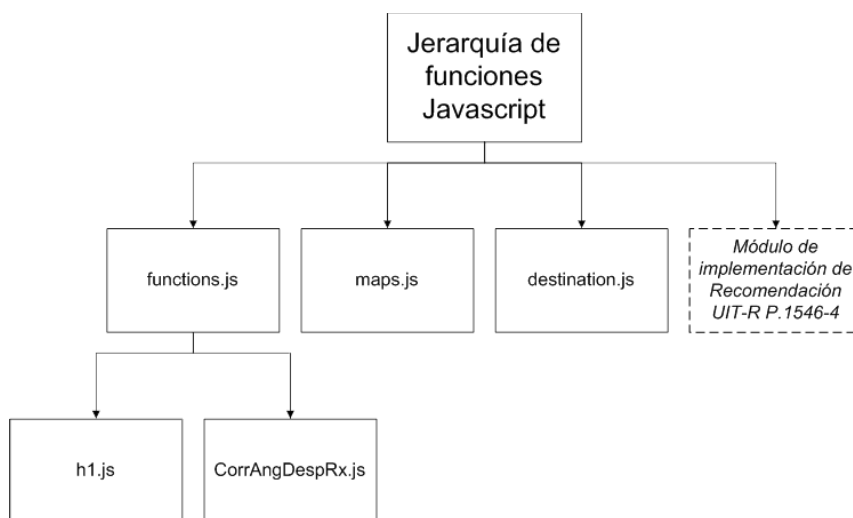 Jerarquía de
funciones
Javascript
functions.js
maps.js
destination.js
Módulo de
implementación de
Recomendación
UIT-R P.1546-4
h1.js
CorrAngDespRx.js